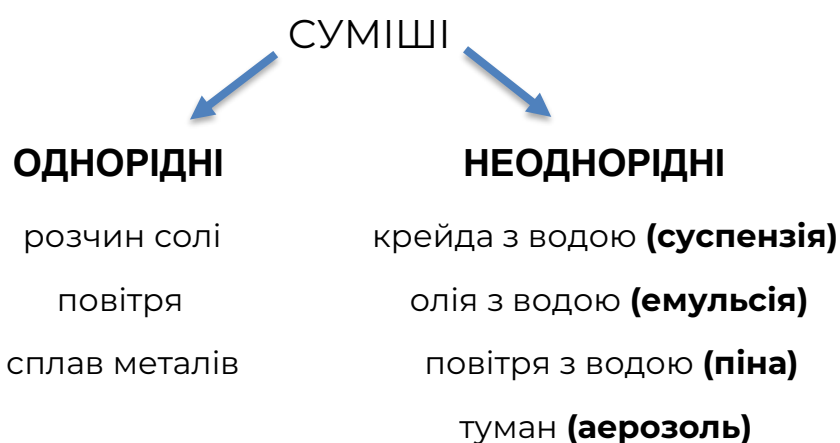 СУМІШІ
ОДНОРІДНІ
розчин солі
повітря
сплав металів
НЕОДНОРІДНІ
крейда з водою (суспензія)
олія з водою (емульсія)
повітря з водою (піна)
туман (аерозоль)